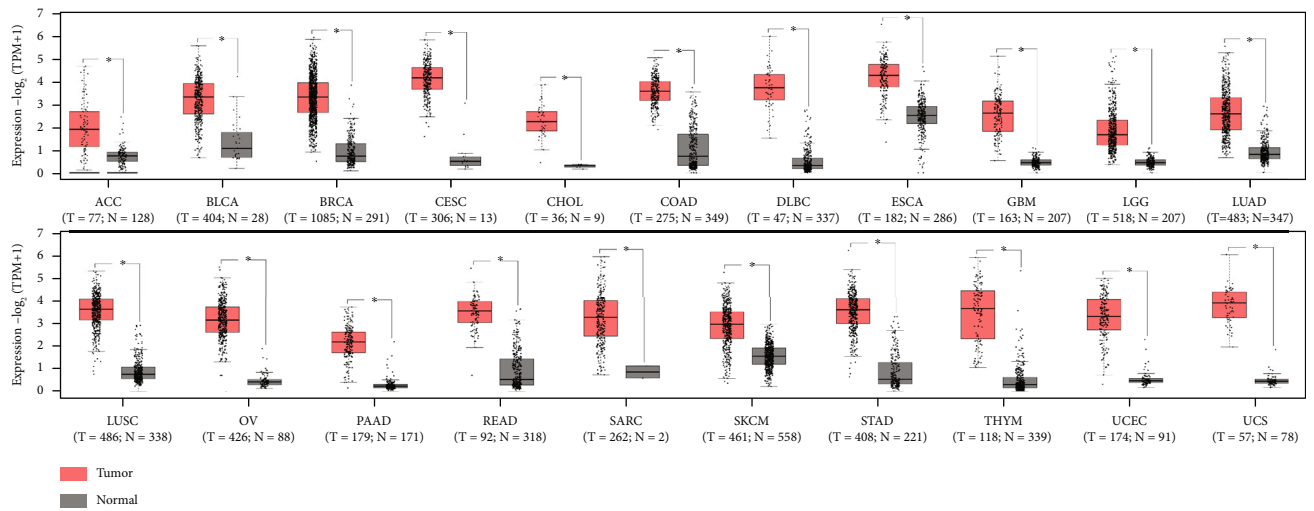 7
6
5
4
3
2
1
0
Expression −log2 (TPM+1)
* * * * * * * * * * *
ACC BLCA BRCA CESC CHOL COAD DLBC ESCA GBM LGG LUAD
(T = 77; N = 128) (T = 404; N = 28) (T = 1085; N = 291) (T = 306; N = 13) (T = 36; N = 9) (T = 275; N = 349) (T = 47; N = 337) (T = 182; N = 286) (T = 163; N = 207) (T = 518; N = 207) (T=483; N=347)
7
6
5
4
3
2
1
0
Expression −log2 (TPM+1)
* * * * * * * * * *
LUSC OV PAAD READ SARC SKCM STAD THYM UCEC UCS
(T = 486; N = 338) (T = 426; N = 88) (T = 179; N = 171) (T = 92; N = 318) (T = 262; N = 2) (T = 461; N = 558) (T = 408; N = 221) (T = 118; N = 339) (T = 174; N = 91) (T = 57; N = 78)
Tumor
Normal